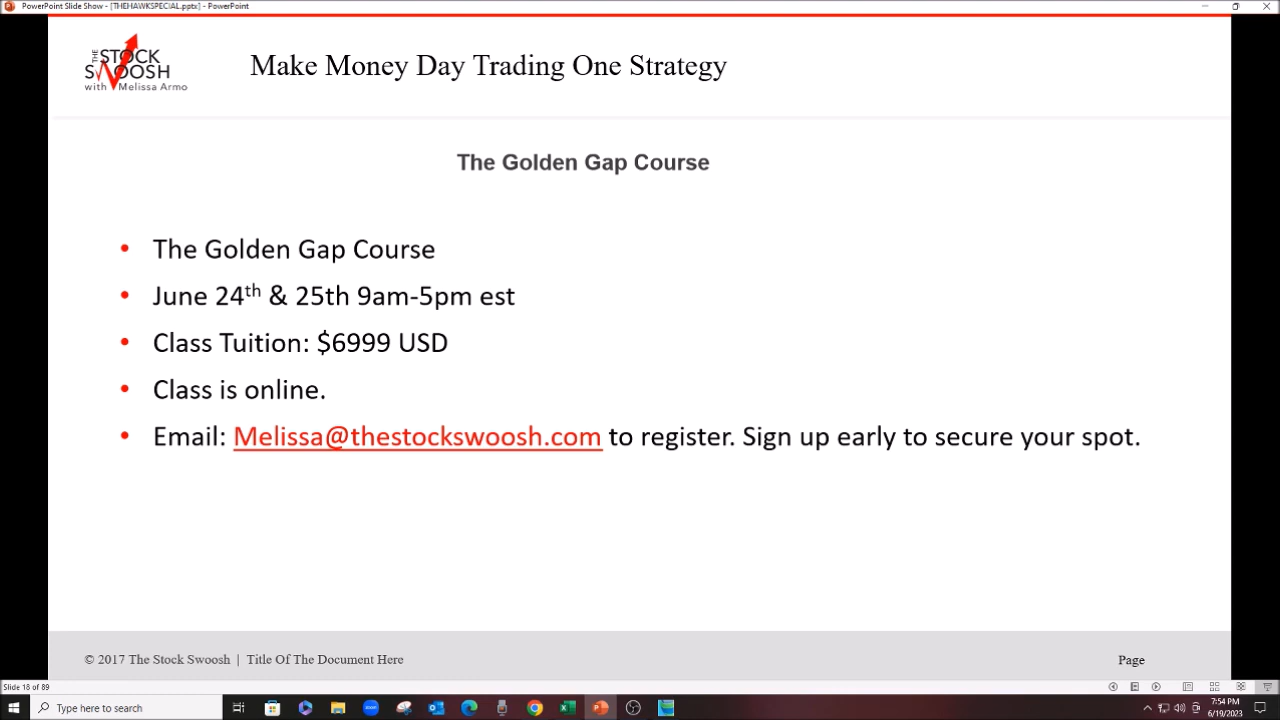 PowerPoint Slide Show - [THEHAWKSPECIAL.pptx] - PowerPoint
THE STOCK
SWOOSH
with Melissa Armo
Make Money Day Trading One Strategy
The Golden Gap Course
• The Golden Gap Course
• June 24th & 25th 9am-5pm est
• Class Tuition: $6999 USD
• Class is online.
• Email: Melissa@thestockswoosh.com to register. Sign up early to secure your spot.
© 2017 The Stock Swoosh | Title Of The Document Here
Page
Slide 18 of 89
Type here to search
7:54 PM
6/19/2023